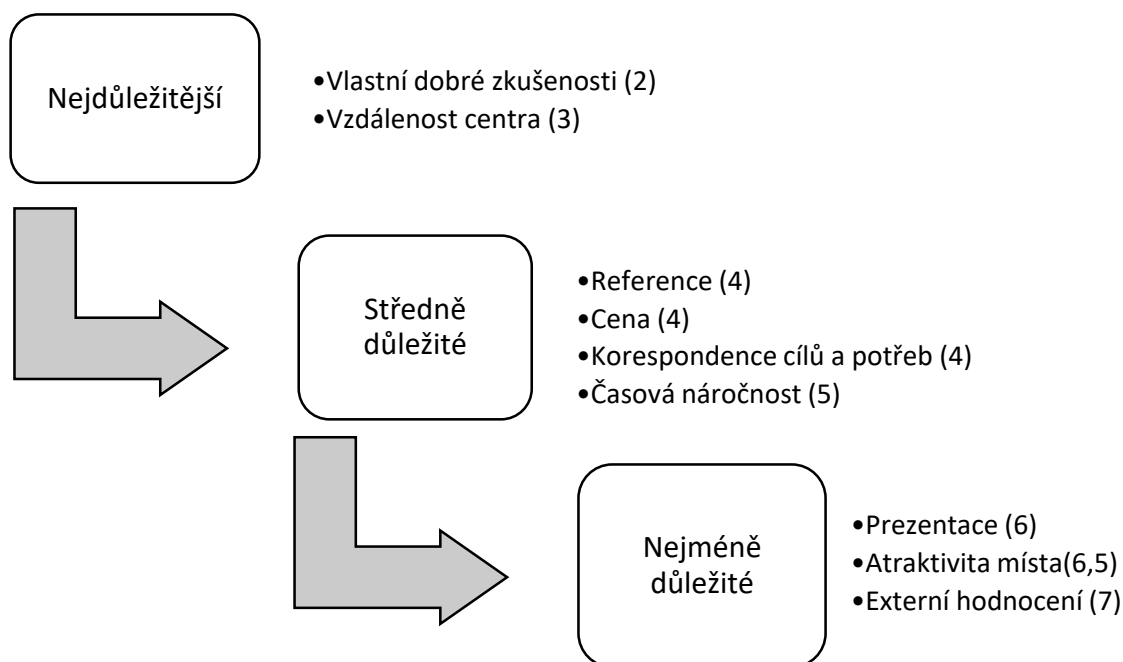 Nejdůležitější
•Vlastní dobré zkušenosti (2)
•Vzdálenost centra (3)
Středně
důležité
•Reference (4)
•Cena (4)
•Korespondence cílů a potřeb (4)
•Časová náročnost (5)
Nejméně
důležité
•Prezentace (6)
•Atraktivita místa(6,5)
•Externí hodnocení (7)